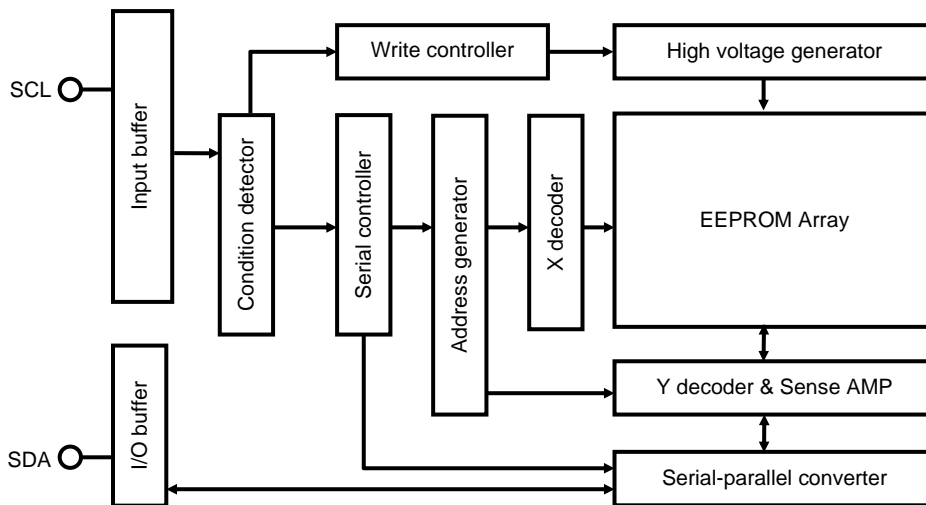 Write controller
High voltage generator
SCL
Input buffer
Condition detector
Serial controller
Address generator
X decoder
EEPROM Array
I/O buffer
Y decoder & Sense AMP
SDA
Serial-parallel converter